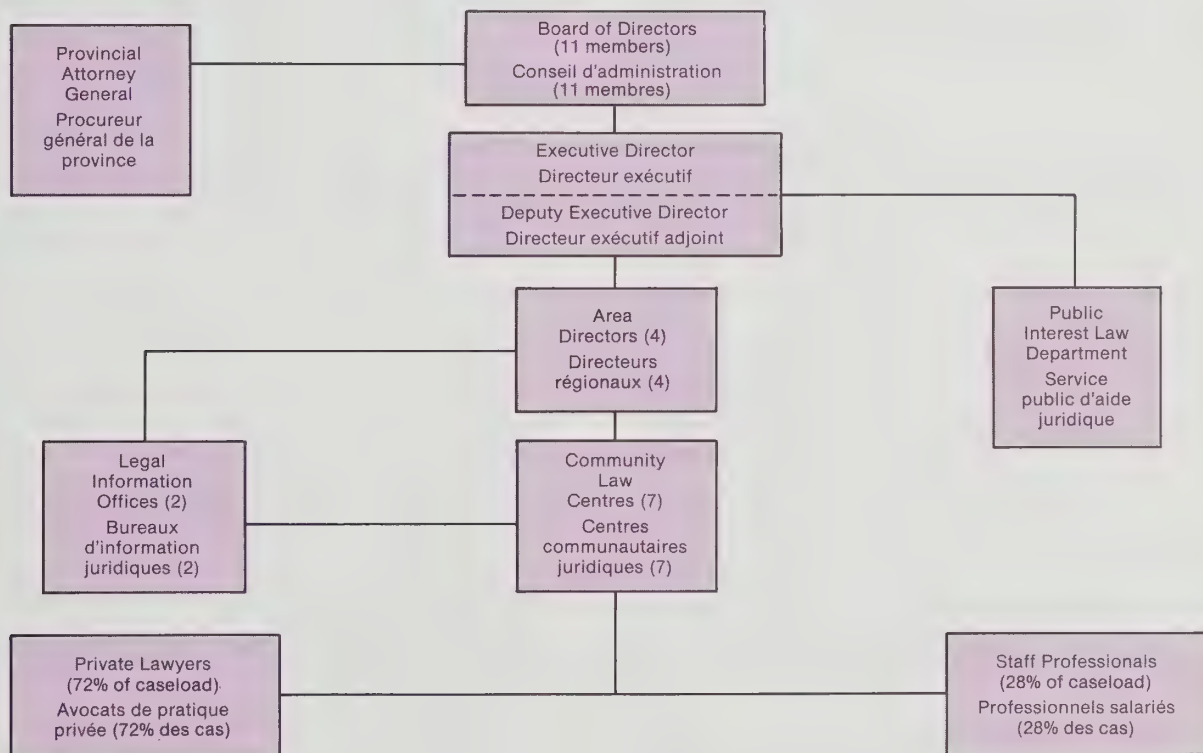 Provincial
Attorney
General
Procureur
général de la
province
Board of Directors
(11 members)
Conseil d'administration
(11 membres)
Executive Director
Directeur exécutif
Deputy Executive Director
Directeur exécutif adjoint
Area
Directors (4)
Directeurs
régionaux (4)
Public
Interest Law
Department
Service
public d'aide
juridique
Legal
Information
Offices (2)
Bureaux
d'information
juridiques (2)
Community
Law
Centres (7)
Centres
communautaires
juridiques (7)
Private Lawyers
(72% of caseload)
Avocats de pratique
privée (72% des cas)
Staff Professionals
(28% of caseload)
Professionnels salariés
(28% des cas)